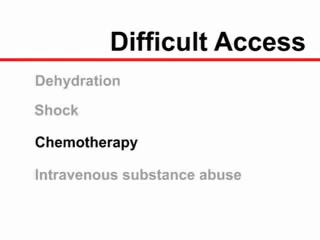 Difficult Access
Dehydration
Shock
Chemotherapy
Intravenous substance abuse